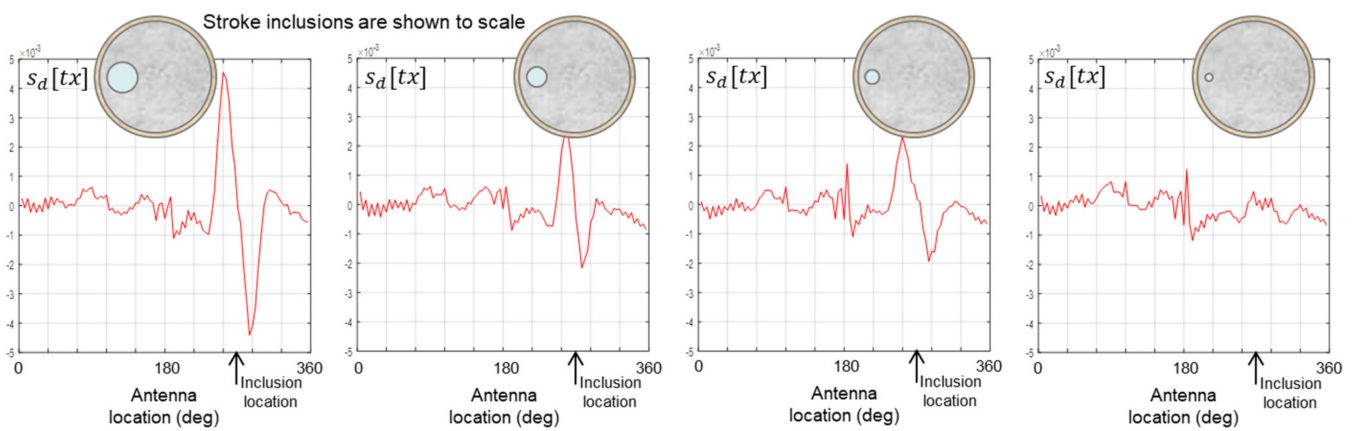 Stroke inclusions are shown to scale
×10⁻³
5
4
3
2
1
0
-1
-2
-3
-4
-5
s_d[tx]
0
180
360
Antenna
location (deg)
Inclusion
location
×10⁻³
5
4
3
2
1
0
-1
-2
-3
-4
-5
s_d[tx]
0
180
360
Antenna
location (deg)
Inclusion
location
×10⁻³
5
4
3
2
1
0
-1
-2
-3
-4
-5
s_d[tx]
0
180
360
Antenna
location (deg)
Inclusion
location
×10⁻³
5
4
3
2
1
0
-1
-2
-3
-4
-5
s_d[tx]
0
180
360
Antenna
location (deg)
Inclusion
location